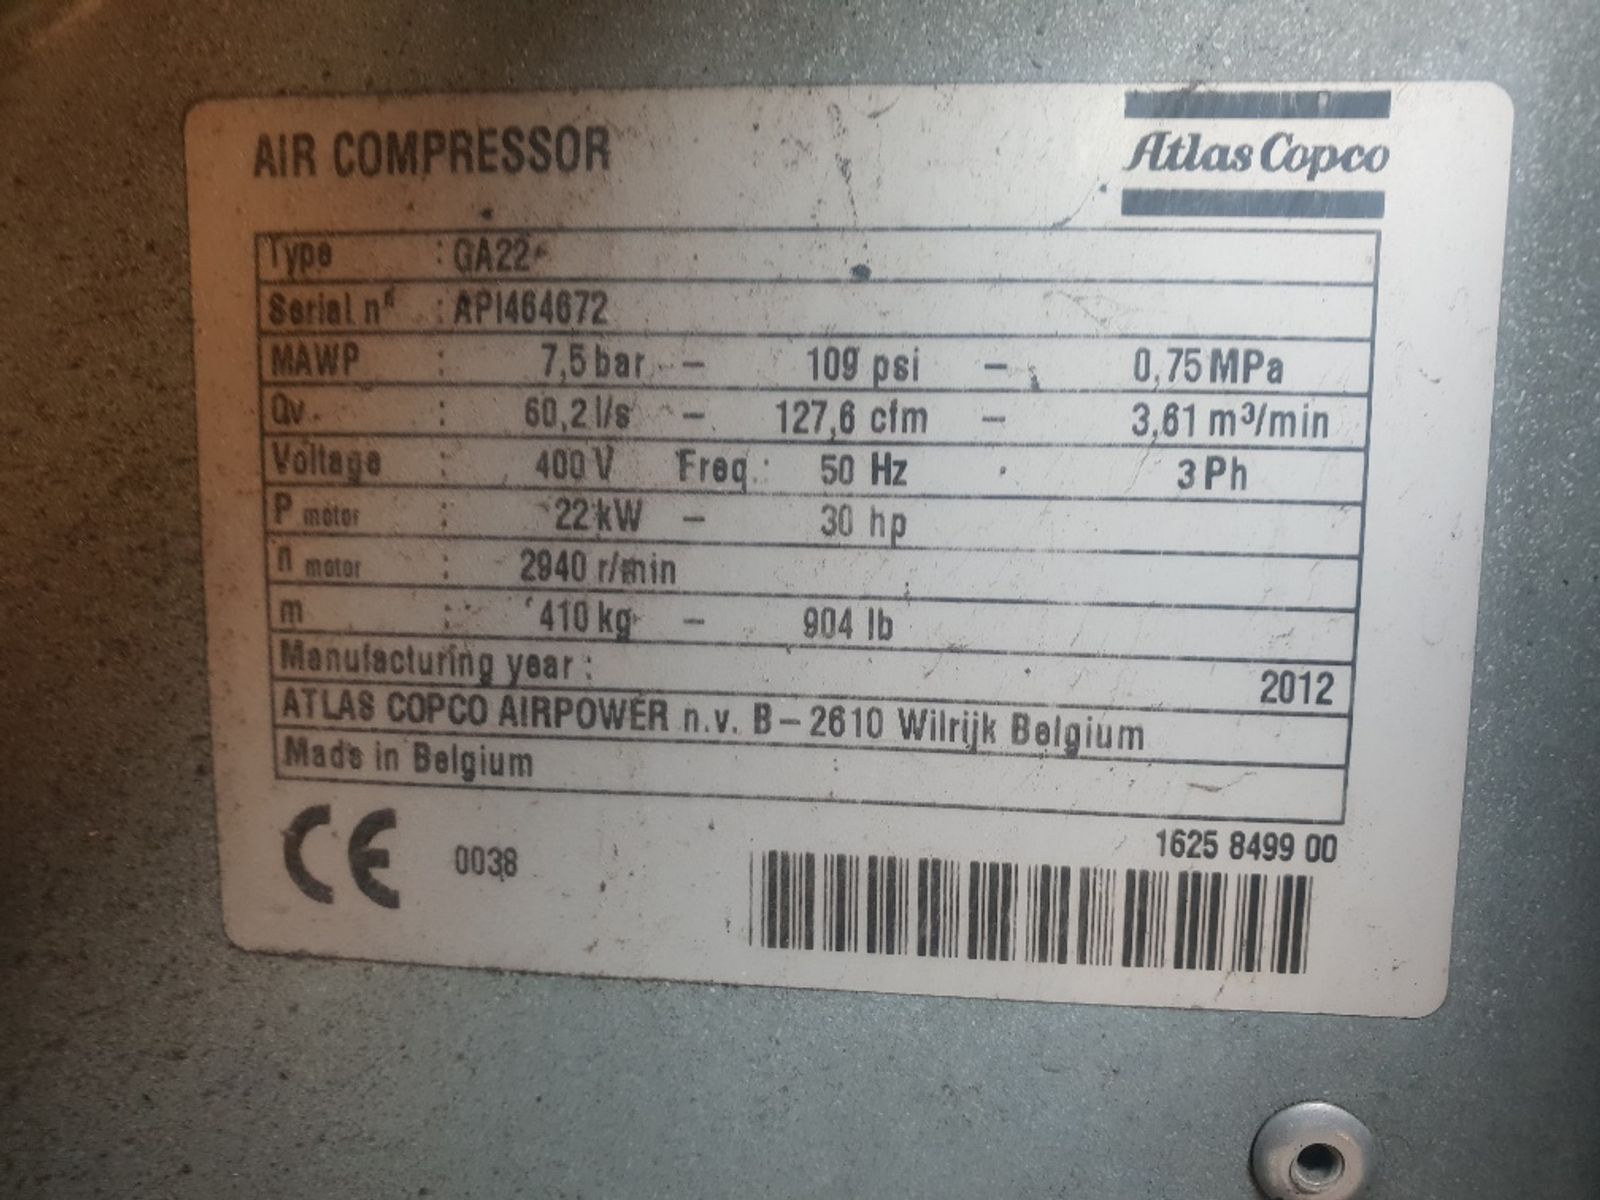 AIR COMPRESSOR
Atlas Copco
Type : GA22+
Serial n° : API464672
MAWP : 7,5 bar – 109 psi – 0,75 MPa
Qv : 60,2 l/s – 127,6 cfm – 3,61 m³/min
Voltage : 400 V Freq.: 50 Hz 3 Ph
P motor : 22 kW – 30 hp
n motor : 2940 r/min
m : 410 kg – 904 lb
Manufacturing year : 2012
ATLAS COPCO AIRPOWER n.v. B – 2610 Wilrijk Belgium
Made in Belgium
1625 8499 00
CE 0038